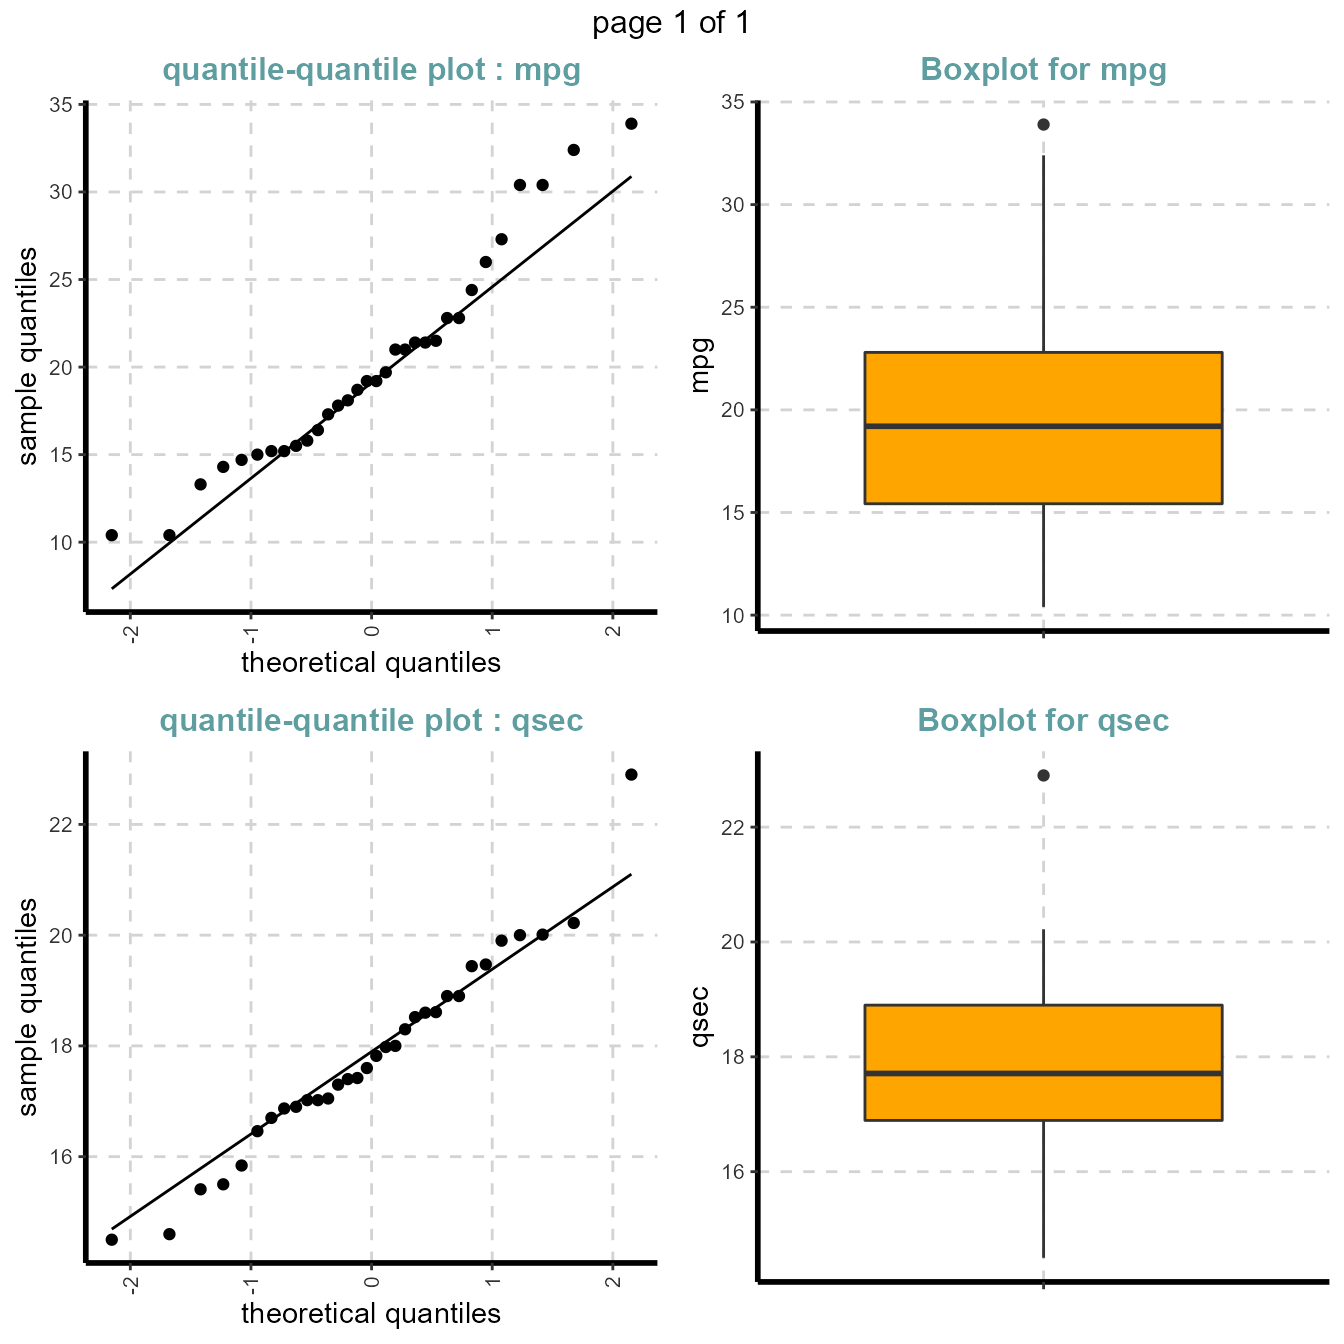 page 1 of 1
quantile-quantile plot : mpg
35
30
25
20
15
10
sample quantiles
-2
-1
0
1
2
theoretical quantiles
Boxplot for mpg
35
30
25
20
15
10
mpg
quantile-quantile plot : qsec
22
20
18
16
sample quantiles
-2
-1
0
1
2
theoretical quantiles
Boxplot for qsec
22
20
18
16
qsec